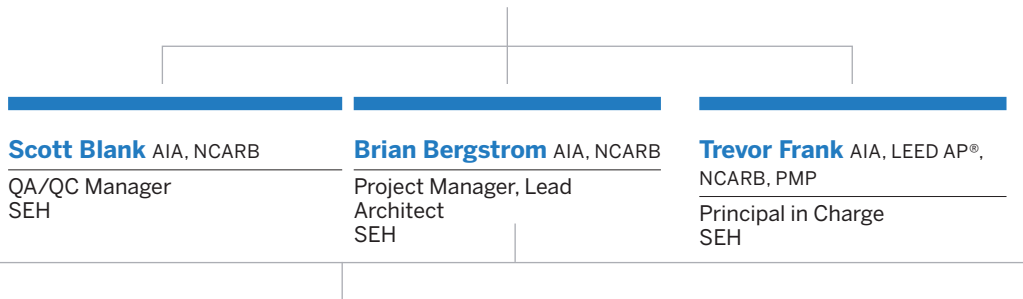 Scott Blank AIA, NCARB
QA/QC Manager
SEH
Brian Bergstrom AIA, NCARB
Project Manager, Lead
Architect
SEH
Trevor Frank AIA, LEED AP®,
NCARB, PMP
Principal in Charge
SEH